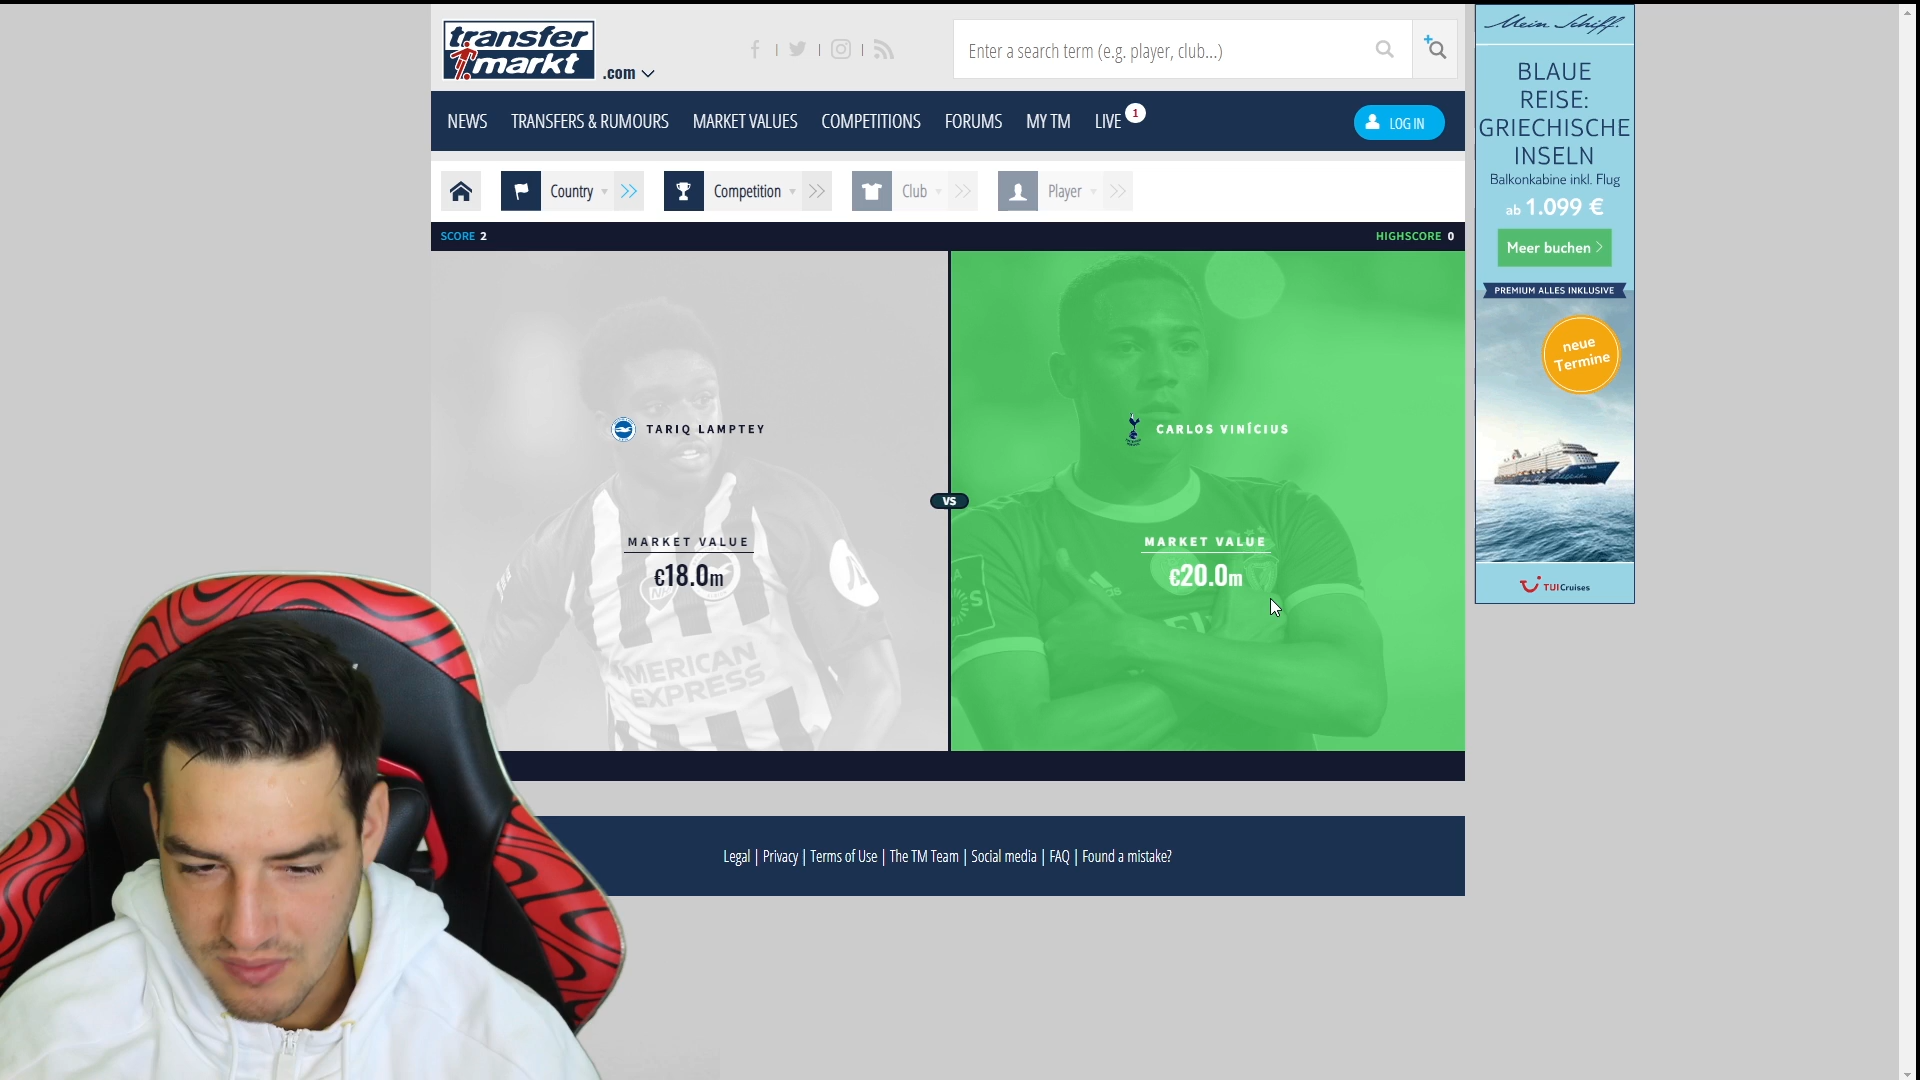 transfer
markt
.com
Enter a search term (e.g. player, club...)
NEWS TRANSFERS & RUMOURS MARKET VALUES COMPETITIONS FORUMS MY TM LIVE 1 LOG IN
Country Competition Club Player
SCORE 2 HIGHSCORE 0
TARIQ LAMPTEY
CARLOS VINÍCIUS
VS
MARKET VALUE
€18.0m
MARKET VALUE
€20.0m
MERICAN
EXPRESS
Legal | Privacy | Terms of Use | The TM Team | Social media | FAQ | Found a mistake?
Mein Schiff.
BLAUE
REISE:
GRIECHISCHE
INSELN
Balkonkabine inkl. Flug
ab 1.099 €
Meer buchen
PREMIUM ALLES INKLUSIVE
neue
Termine
TUI Cruises